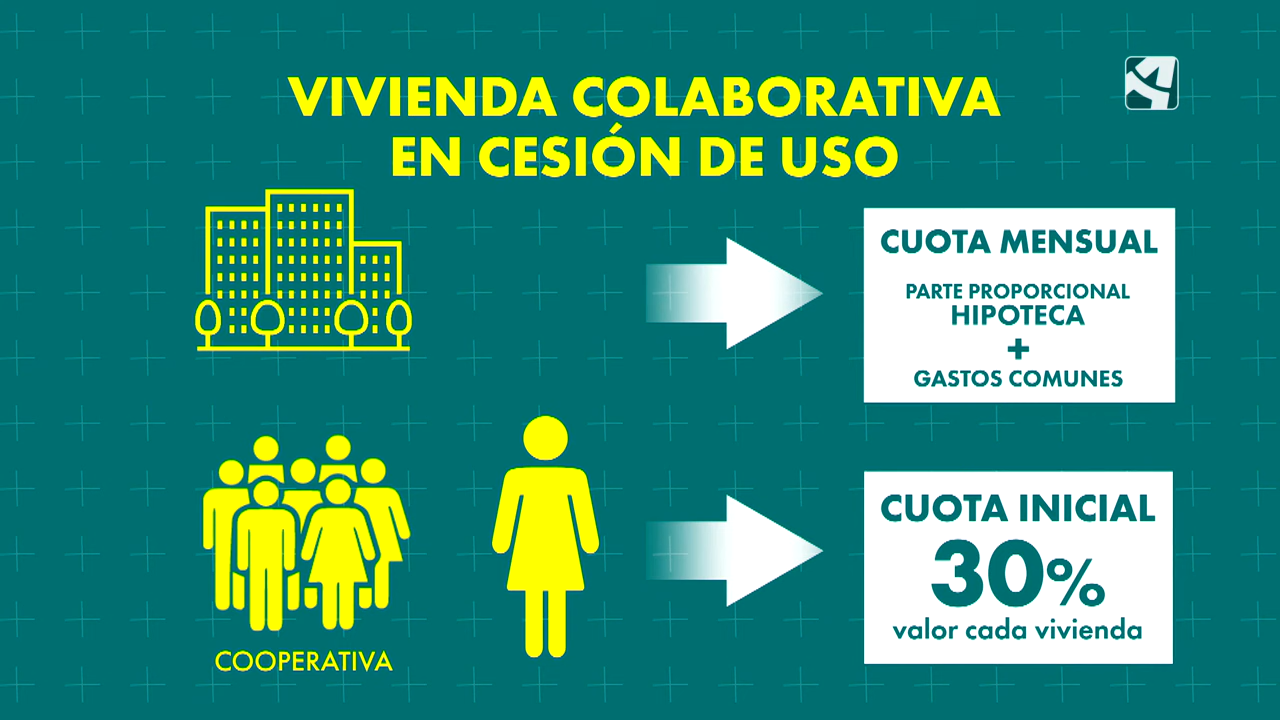 VIVIENDA COLABORATIVA
EN CESIÓN DE USO
CUOTA MENSUAL
PARTE PROPORCIONAL
HIPOTECA
+
GASTOS COMUNES
COOPERATIVA
CUOTA INICIAL
30%
valor cada vivienda